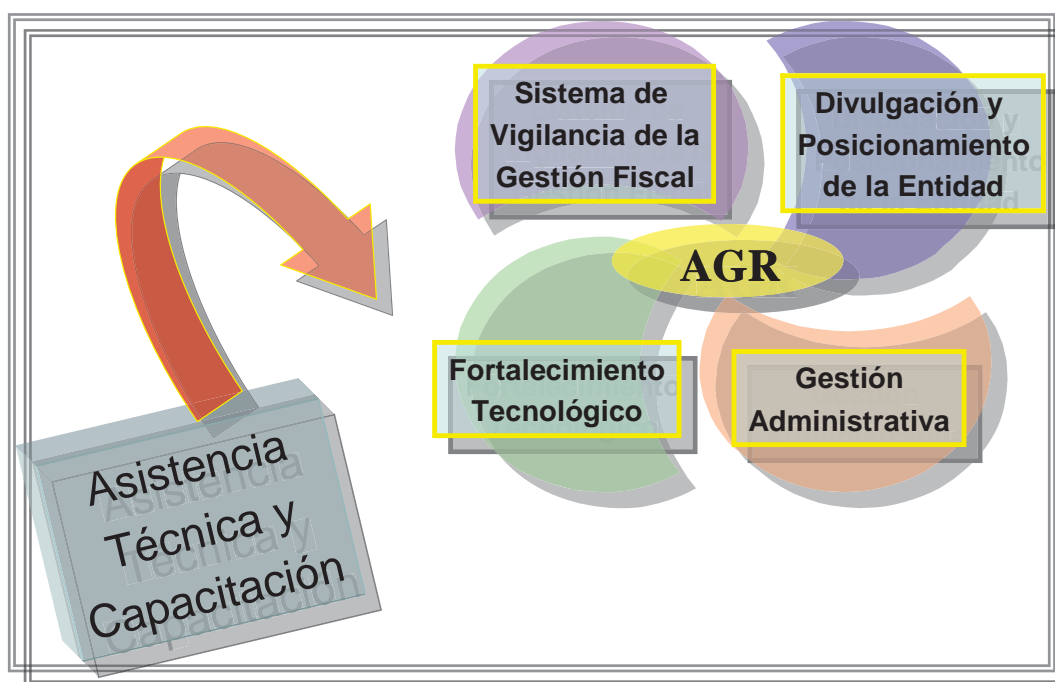 Sistema de
Vigilancia de la
Gestión Fiscal
Divulgación y
Posicionamiento
de la Entidad
AGR
Fortalecimiento
Tecnológico
Gestión
Administrativa
Asistencia
Técnica y
Capacitación